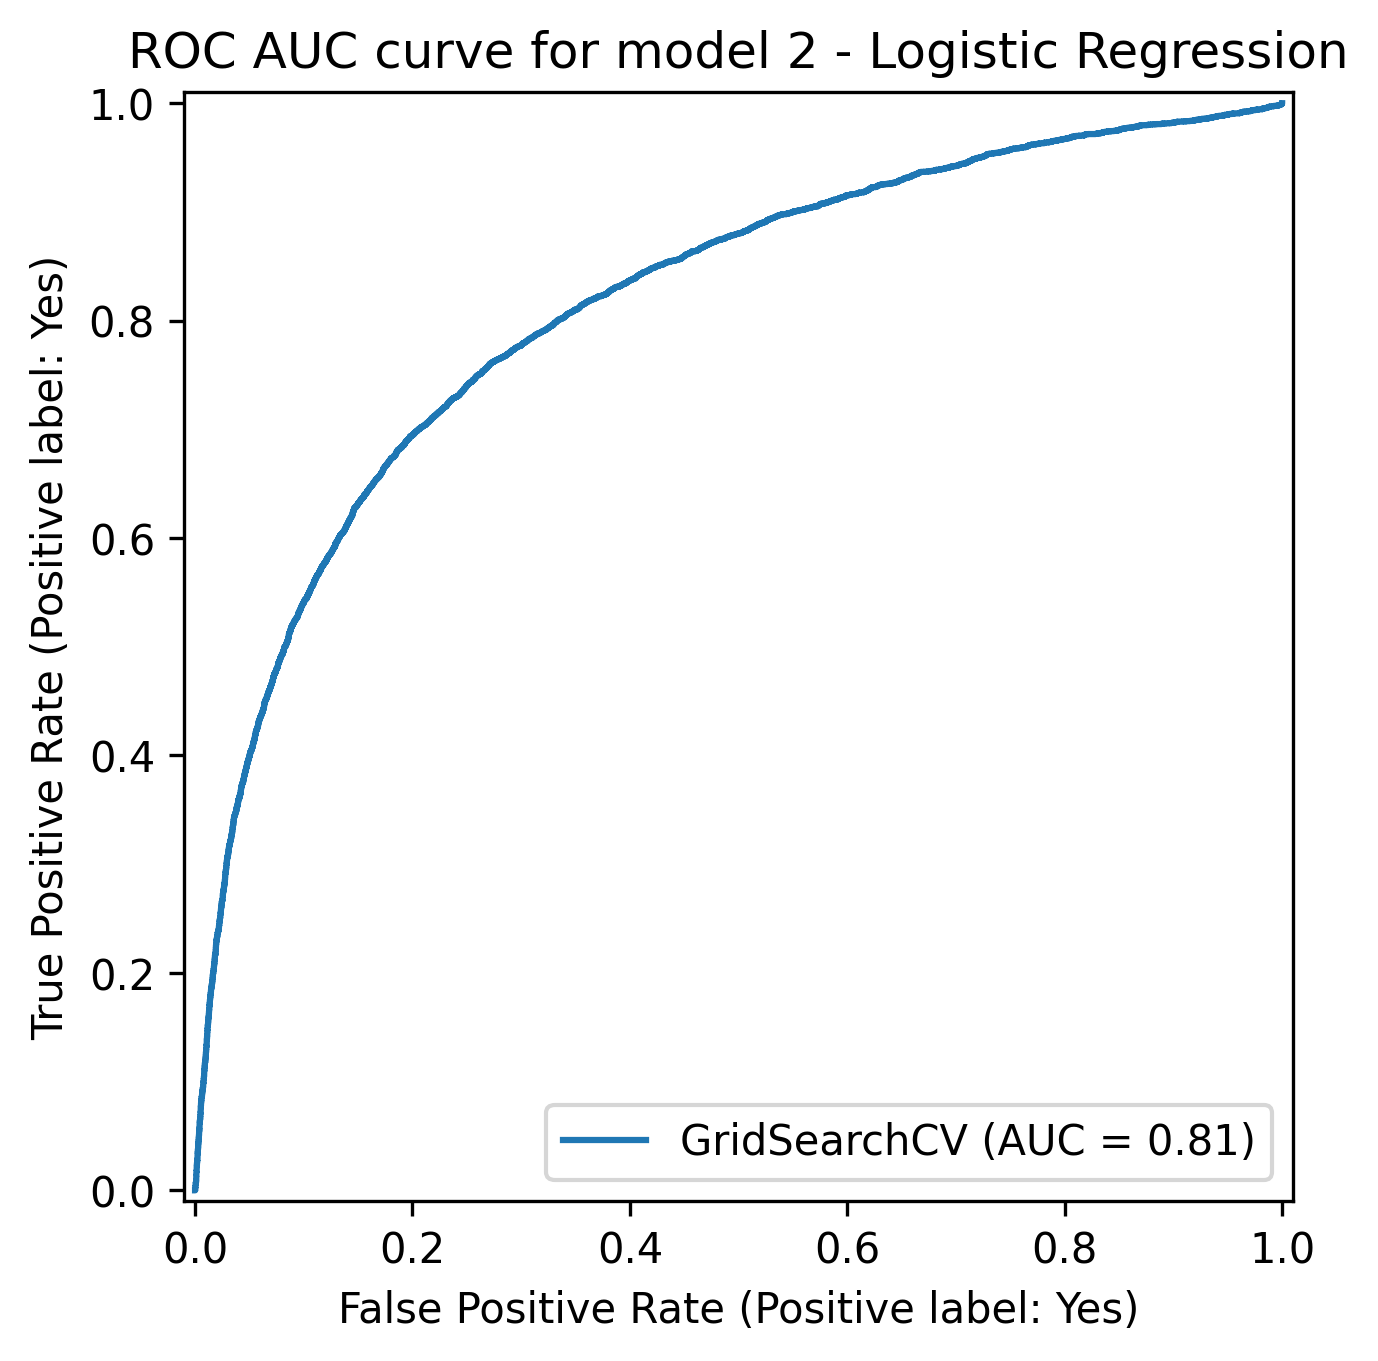 ROC AUC curve for model 2 - Logistic Regression
True Positive Rate (Positive label: Yes)
1.0
0.8
0.6
0.4
0.2
0.0
GridSearchCV (AUC = 0.81)
0.0 0.2 0.4 0.6 0.8 1.0
False Positive Rate (Positive label: Yes)